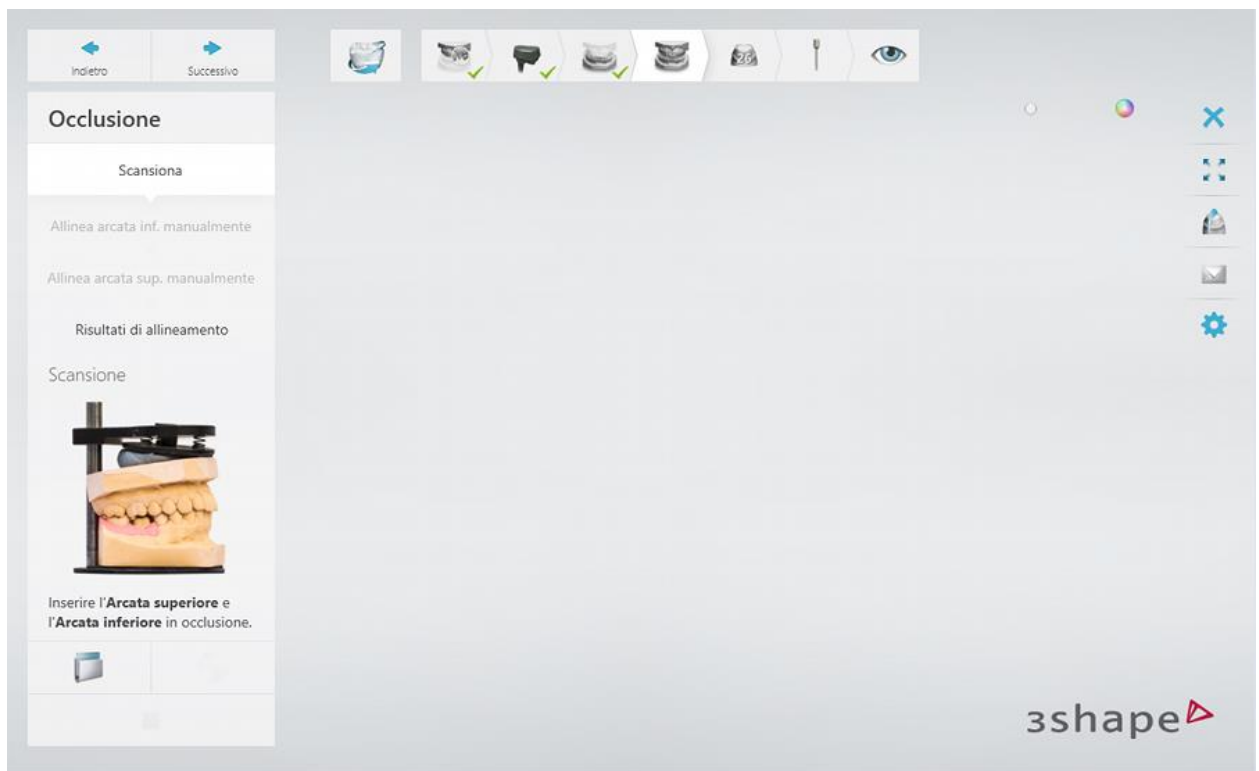 Indietro
Successivo
26
Occlusione
Scansiona
Allinea arcata inf. manualmente
Allinea arcata sup. manualmente
Risultati di allineamento
Scansione
Inserire l'Arcata superiore e
l'Arcata inferiore in occlusione.
3shape